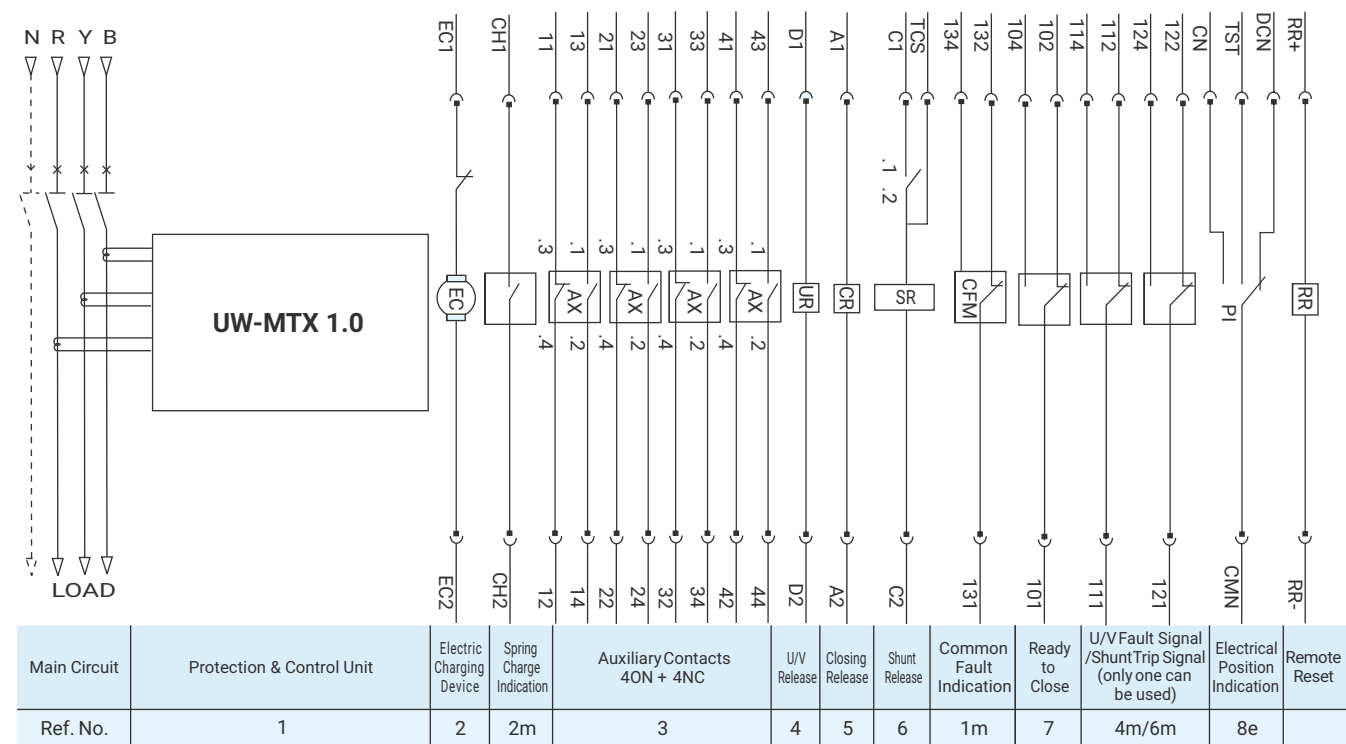 N R Y B
EC1 CH1 11 13 21 23 31 33 41 43 D1 A1 C1 TCS 134 132 104 102 114 112 124 122 CN TST DCN RR+
.1 .2
.3 .1 .3 .1 .3 .1 .3 .1
UW-MTX 1.0
EC AX AX AX AX UR CR SR CFM PI RR
.4 .2 .4 .2 .4 .2 .4 .2
LOAD
EC2 CH2 12 14 22 24 32 34 42 44 D2 A2 C2 131 101 111 121 CMN RR-
Main Circuit
Protection & Control Unit
Electric
Charging
Device
Spring
Charge
Indication
Auxiliary Contacts
4ON + 4NC
U/V
Release
Closing
Release
Shunt
Release
Common
Fault
Indication
Ready
to
Close
U/V Fault Signal
/Shunt Trip Signal
(only one can
be used)
Electrical
Position
Indication
Remote
Reset
Ref. No. 1 2 2m 3 4 5 6 1m 7 4m/6m 8e